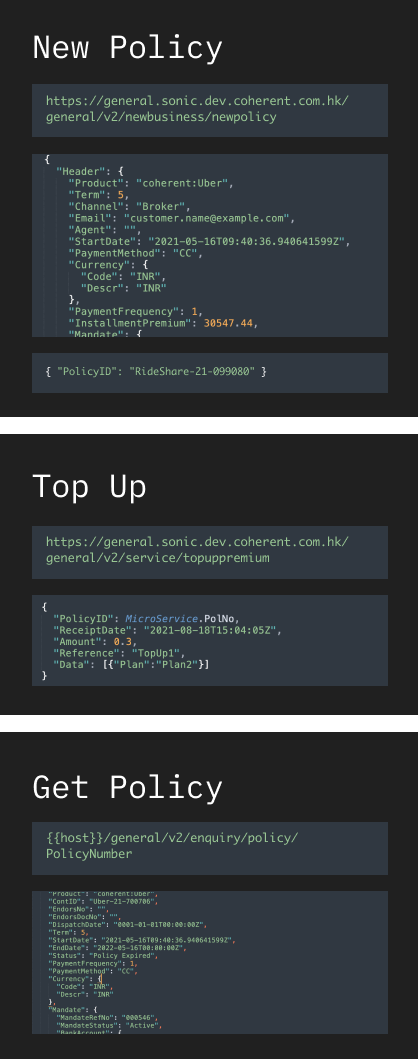 New Policy
https://general.sonic.dev.coherent.com.hk/
general/v2/newbusiness/newpolicy
{
"Header": {
"Product": "coherent:Uber",
"Term": 5,
"Channel": "Broker",
"Email": "customer.name@example.com",
"Agent": "",
"StartDate": "2021-05-16T09:40:36.940641599Z",
"PaymentMethod": "CC",
"Currency": {
"Code": "INR",
"Descr": "INR"
},
"PaymentFrequency": 1,
"InstallmentPremium": 30547.44,
"Mandate": {
{ "PolicyID": "RideShare-21-099080" }
Top Up
https://general.sonic.dev.coherent.com.hk/
general/v2/service/topuppremium
{
"PolicyID": MicroService.PolNo,
"ReceiptDate": "2021-08-18T15:04:05Z",
"Amount": 0.3,
"Reference": "TopUp1",
"Data": [{"Plan":"Plan2"}]
}
Get Policy
{{host}}/general/v2/enquiry/policy/
PolicyNumber
"Product": "coherent:Uber",
"ContID": "Uber-21-700706",
"EndorsNo": "",
"EndorsDocNo": "",
"DispatchDate": "0001-01-01T00:00:00Z",
"Term": 5,
"StartDate": "2021-05-16T09:40:36.940641599Z",
"EndDate": "2022-05-16T00:00:00Z",
"Status": "Policy Expired",
"PaymentFrequency": 1,
"PaymentMethod": "CC",
"Currency": {
"Code": "INR",
"Descr": "INR"
},
"Mandate": {
"MandateRefNo": "000546",
"MandateStatus": "Active",
"BankAccount": {